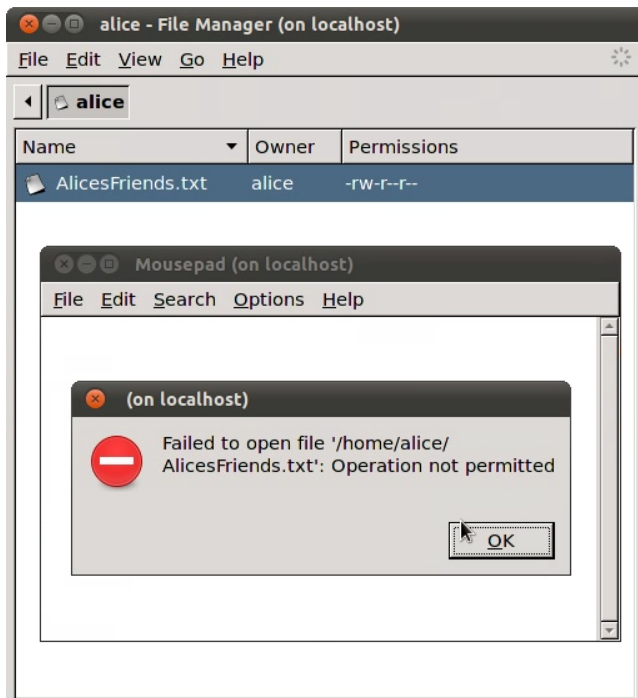 alice - File Manager (on localhost)
File Edit View Go Help
alice
Name Owner Permissions
AlicesFriends.txt alice -rw-r--r--
Mousepad (on localhost)
File Edit Search Options Help
(on localhost)
Failed to open file '/home/alice/
AlicesFriends.txt': Operation not permitted
OK